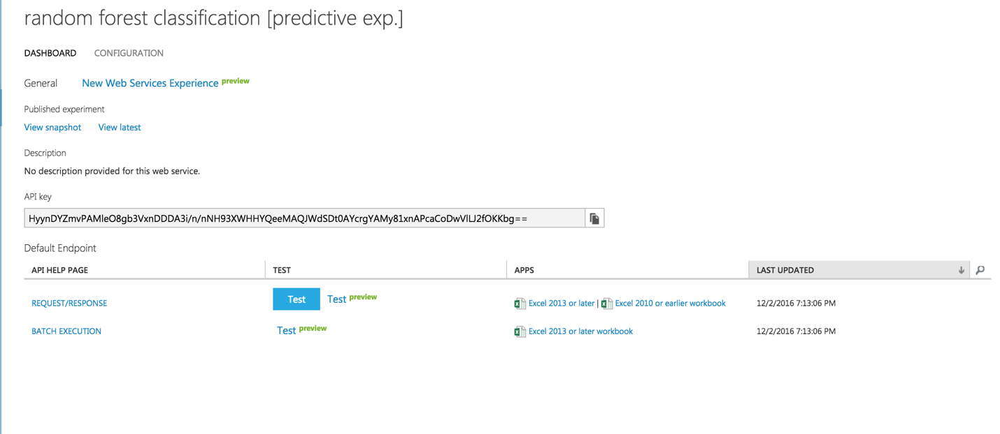 random forest classification [predictive exp.]
DASHBOARD CONFIGURATION
General New Web Services Experience preview
Published experiment
View snapshot View latest
Description
No description provided for this web service.
API key
HyynDYZmvPAMleO8gb3VxnDDDA3i/n/nNH93XWHHYQeeMAQJWdSDt0AYcrgYAMy81xnAPcaCoDwVlLJ2fOKKbg==
Default Endpoint
API HELP PAGE TEST APPS LAST UPDATED
REQUEST/RESPONSE Test Test preview Excel 2013 or later | Excel 2010 or earlier workbook 12/2/2016 7:13:06 PM
BATCH EXECUTION Test preview Excel 2013 or later workbook 12/2/2016 7:13:06 PM